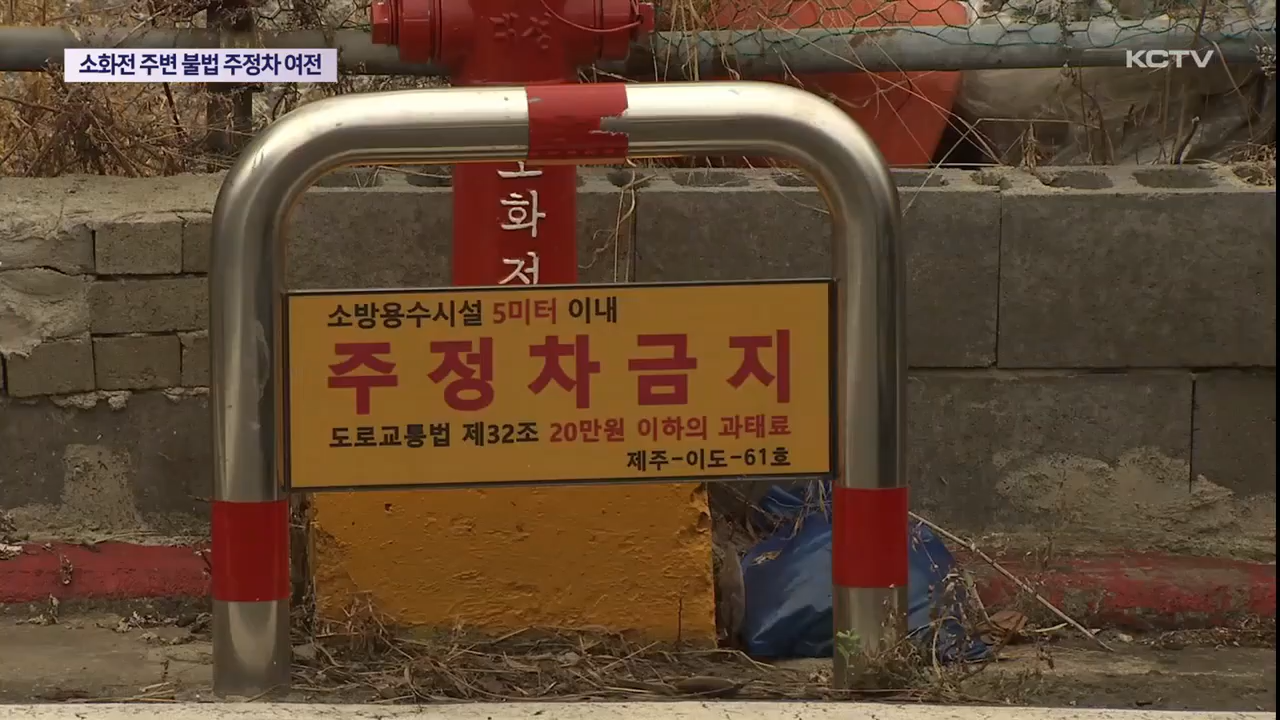 소화전 주변 불법 주정차 여전
KCTV
대성
소화전
소방용수시설 5미터 이내
주정차금지
도로교통법 제32조 20만원 이하의 과태료
제주-이도-61호